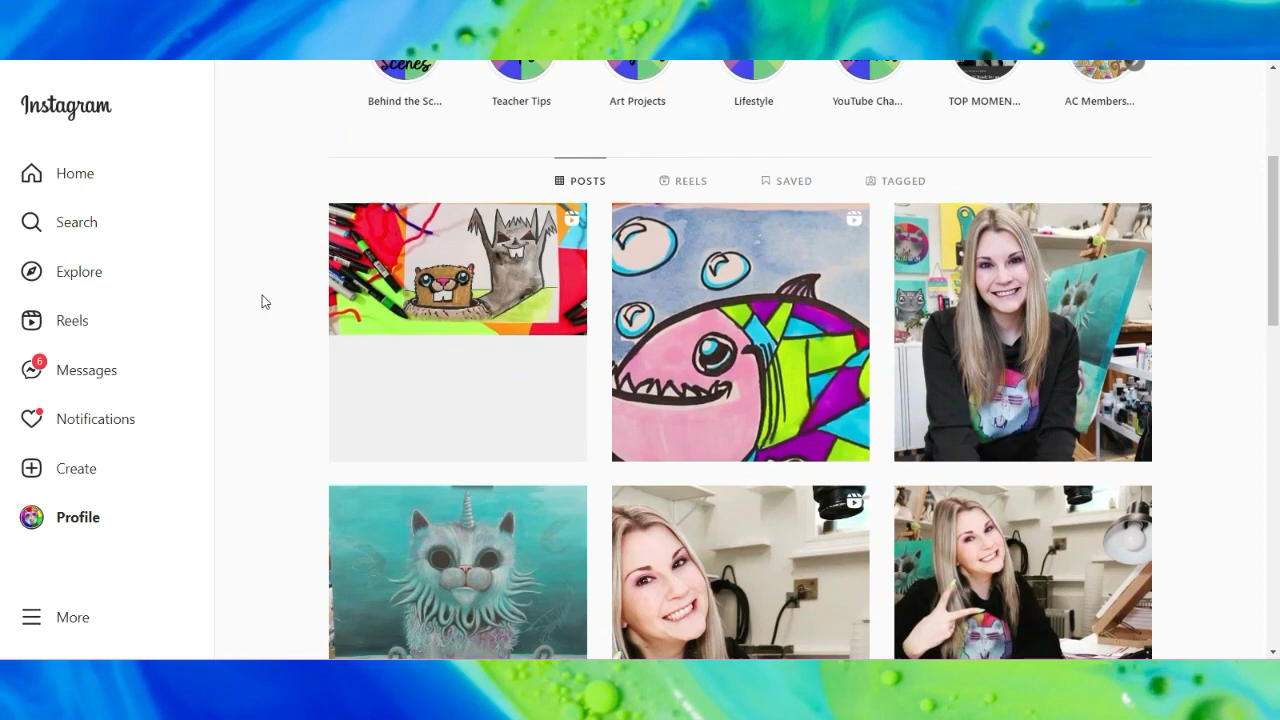 Scenes
Behind the Sc...
Teacher Tips
Art Projects
Lifestyle
YouTube Cha...
TOP MOMEN...
AC Members...
Instagram
Home
Search
Explore
Reels
6
Messages
Notifications
Create
Profile
More
POSTS
REELS
SAVED
TAGGED